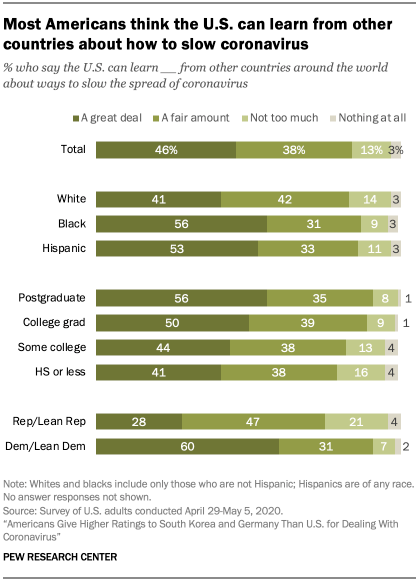 Most Americans think the U.S. can learn from other
countries about how to slow coronavirus
% who say the U.S. can learn __ from other countries around the world
about ways to slow the spread of coronavirus
A great deal A fair amount Not too much Nothing at all
Total 46% 38% 13% 3%
White 41 42 14 3
Black 56 31 9 3
Hispanic 53 33 11 3
Postgraduate 56 35 8 1
College grad 50 39 9 1
Some college 44 38 13 4
HS or less 41 38 16 4
Rep/Lean Rep 28 47 21 4
Dem/Lean Dem 60 31 7 2
Note: Whites and blacks include only those who are not Hispanic; Hispanics are of any race.
No answer responses not shown.
Source: Survey of U.S. adults conducted April 29-May 5, 2020.
“Americans Give Higher Ratings to South Korea and Germany Than U.S. for Dealing With
Coronavirus”
PEW RESEARCH CENTER